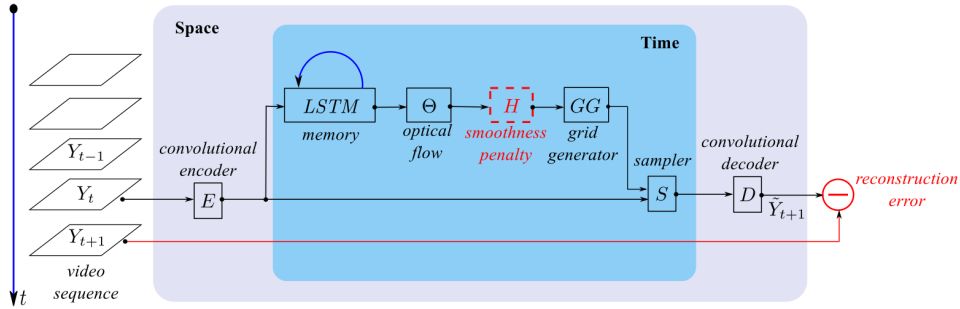 Space
Time
LSTM
memory
Θ
optical
flow
H
smoothness
penalty
GG
grid
generator
Y_{t-1}
convolutional
encoder
sampler
convolutional
decoder
Y_t
E
S
D
Ỹ_{t+1}
−
reconstruction
error
Y_{t+1}
video
sequence
t